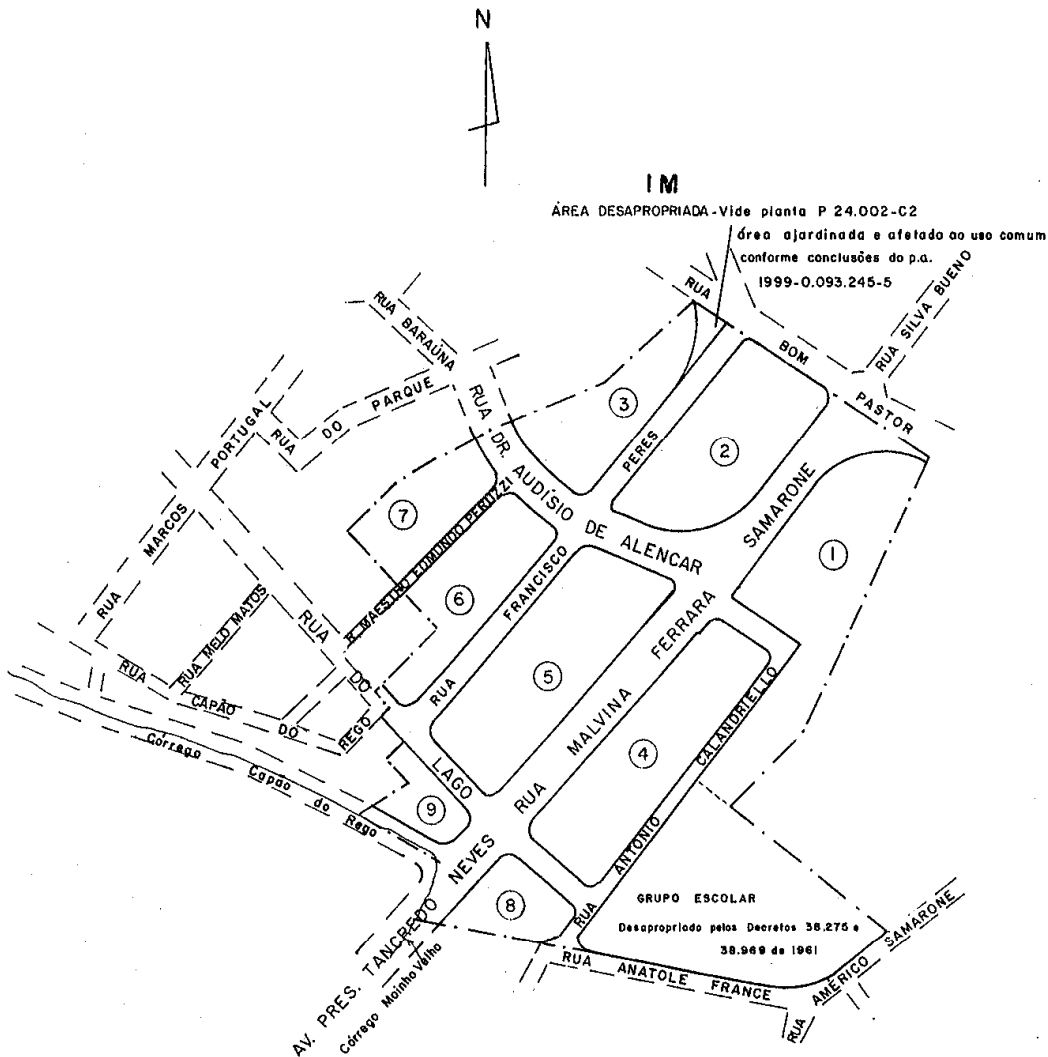 N
1M
ÁREA DESAPROPRIADA-Vide planta P 24.002-C2
área ajardinada e afetado ao uso comum
conforme conclusões do p.a.
1999-0.093.245-5
RUA BOM PASTOR
RUA SILVA BUENO
RUA BARAÚNA
RUA DO PARQUE
RUA MARCOS PORTUGAL
RUA DR. AUDÍSIO DE ALENCAR
3
2
1
7
6
5
4
9
8
PERES
SAMARONE
R. MAESTRO EDMUNDO PERUZZI
RUA FRANCISCO
RUA MELO MATOS
RUA DO LAGO
RUA CAPÃO DO REGO
Córrego Capão do Rego
RUA MALVINA FERRARA
RUA ANTONIO CALANDRIELLO
AV. PRES. TANCREDO NEVES
Córrego Moinho Velho
GRUPO ESCOLAR
Desapropriado pelos Decretos 38.275 e
38.969 de 1961
RUA ANATOLE FRANCE
RUA AMÉRICO SAMARONE